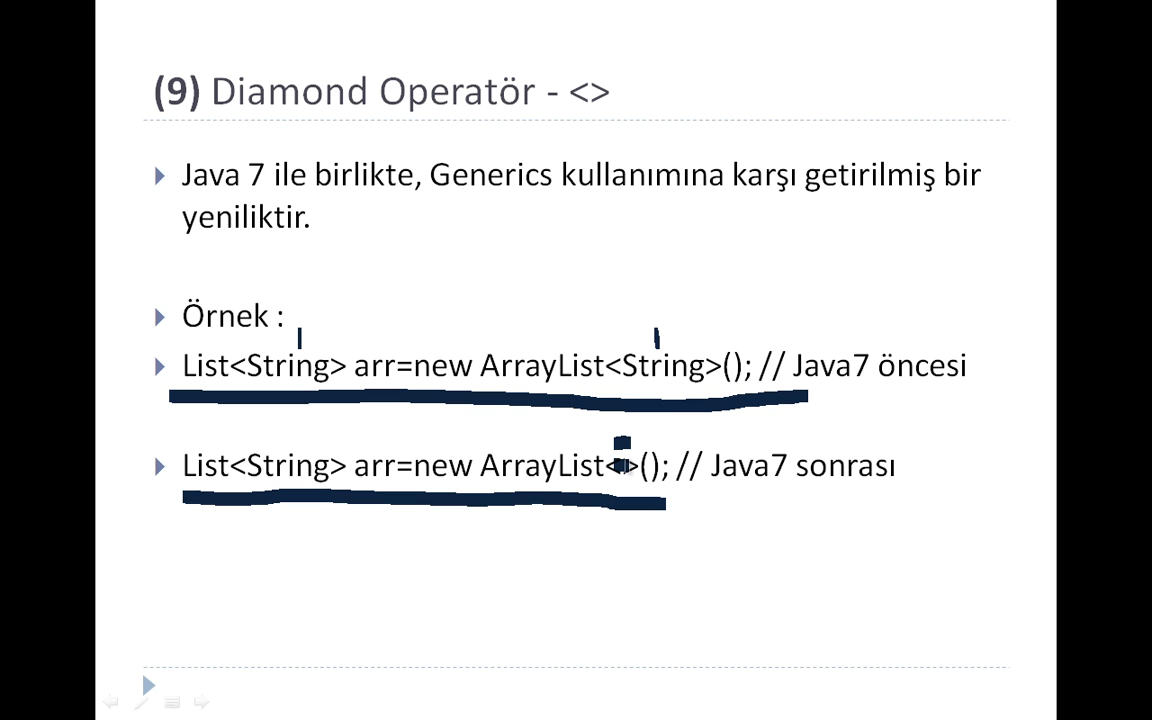 (9) Diamond Operatör - <>
Java 7 ile birlikte, Generics kullanımına karşı getirilmiş bir
yeniliktir.
Örnek :
List<String> arr=new ArrayList<String>(); // Java7 öncesi
List<String> arr=new ArrayList<>(); // Java7 sonrası